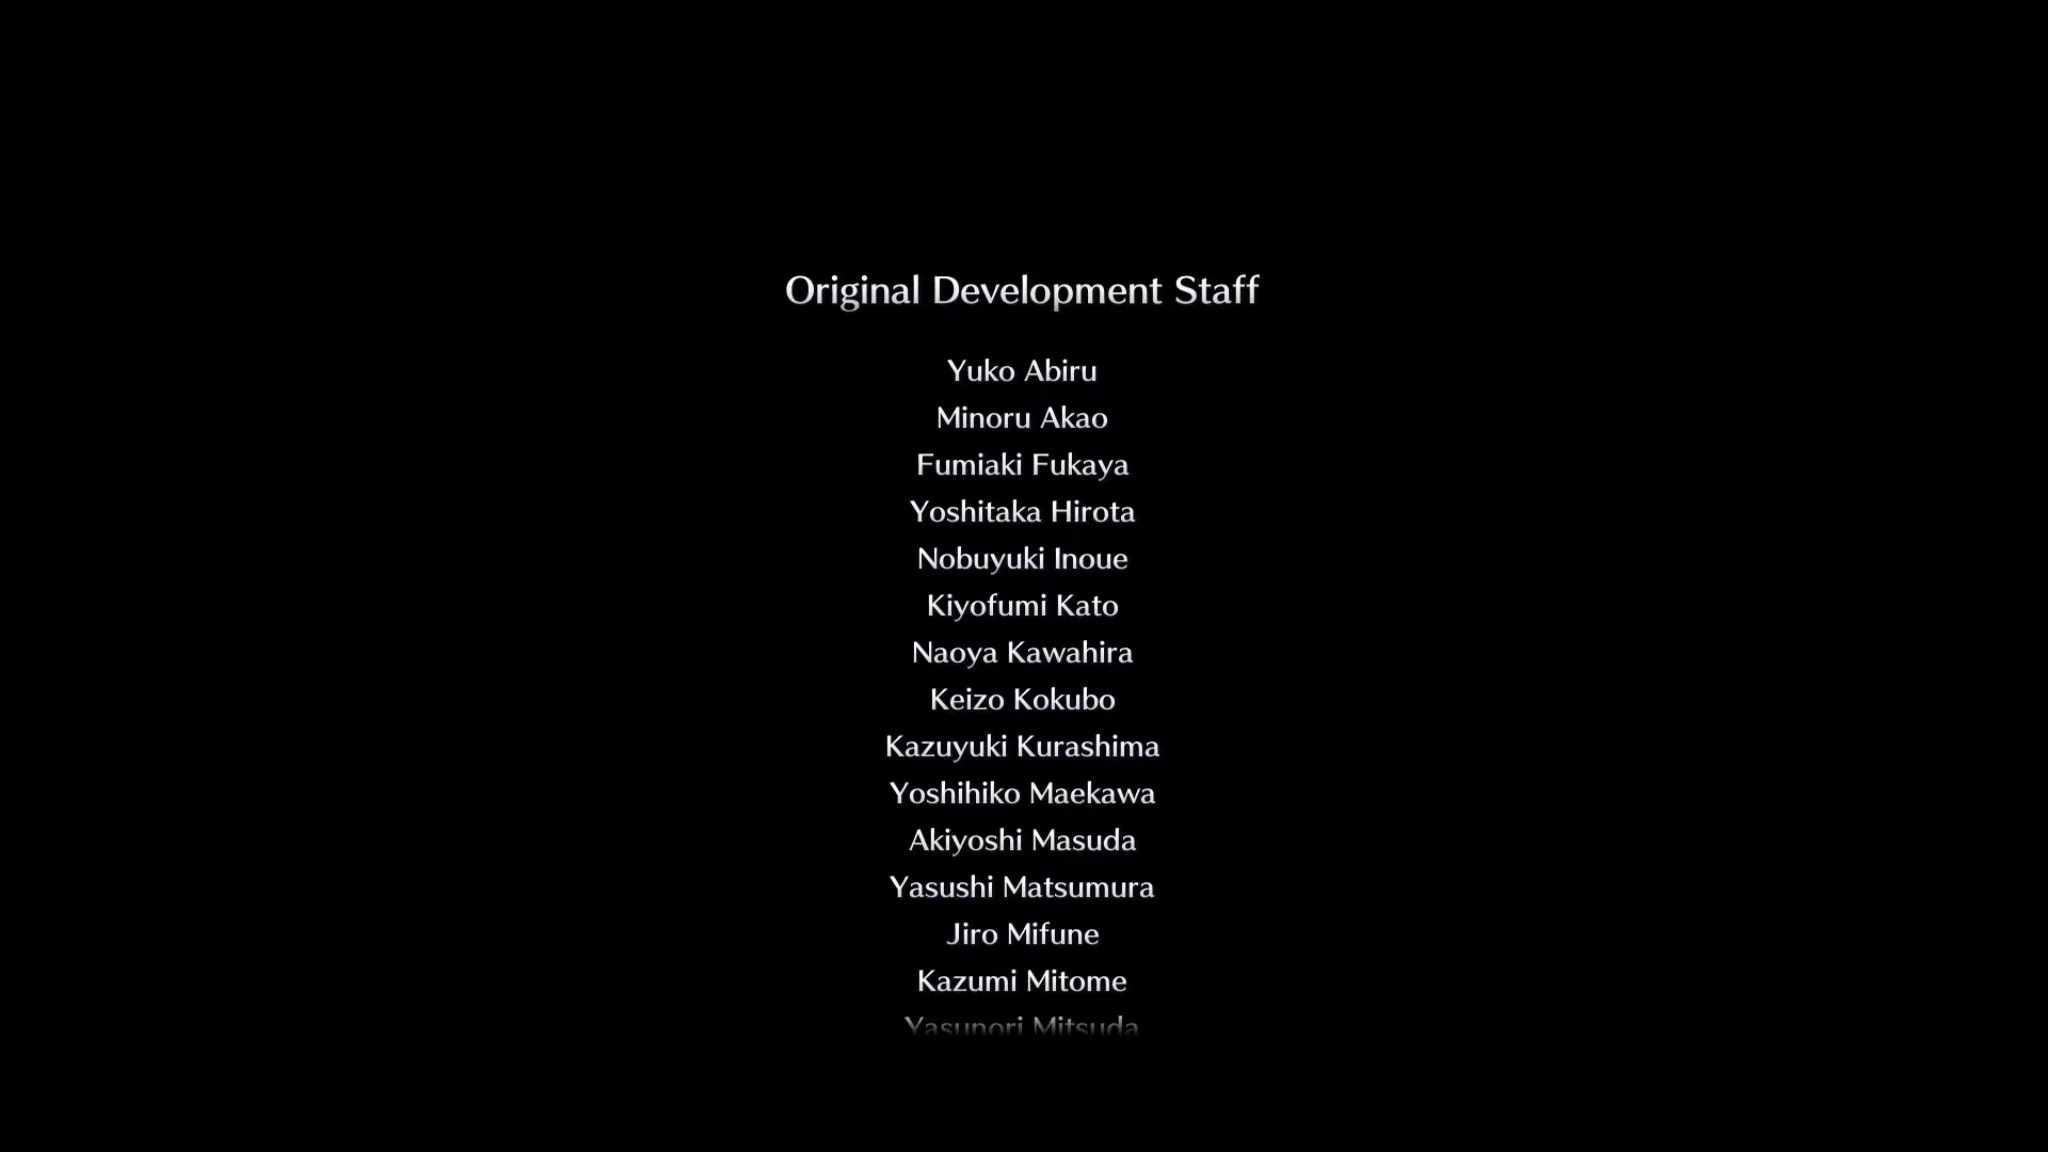 Original Development Staff
Yuko Abiru
Minoru Akao
Fumiaki Fukaya
Yoshitaka Hirota
Nobuyuki Inoue
Kiyofumi Kato
Naoya Kawahira
Keizo Kokubo
Kazuyuki Kurashima
Yoshihiko Maekawa
Akiyoshi Masuda
Yasushi Matsumura
Jiro Mifune
Kazumi Mitome
Yasunori Mitsuda